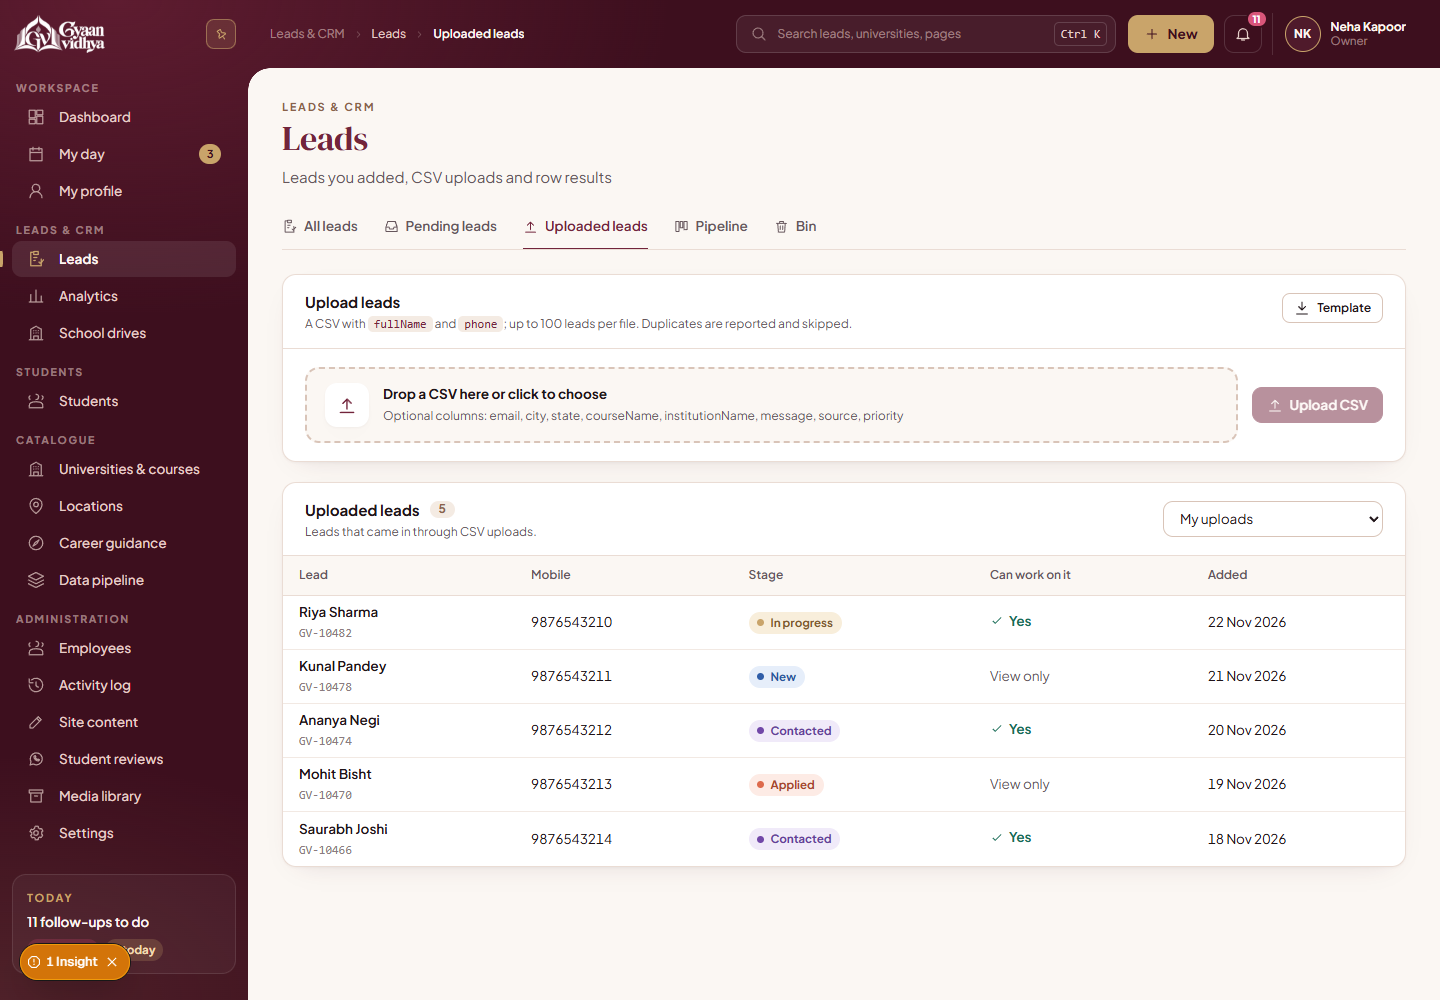 Gyaan vidhya
Leads & CRM > Leads > Uploaded leads
Search leads, universities, pages
Ctrl K
+ New
11
NK
Neha Kapoor
Owner
WORKSPACE
Dashboard
My day
3
My profile
LEADS & CRM
Leads
Analytics
School drives
STUDENTS
Students
CATALOGUE
Universities & courses
Locations
Career guidance
Data pipeline
ADMINISTRATION
Employees
Activity log
Site content
Student reviews
Media library
Settings
TODAY
11 follow-ups to do
today
1 Insight
LEADS & CRM
Leads
Leads you added, CSV uploads and row results
All leads
Pending leads
Uploaded leads
Pipeline
Bin
Upload leads
A CSV with fullName and phone; up to 100 leads per file. Duplicates are reported and skipped.
Template
Drop a CSV here or click to choose
Optional columns: email, city, state, courseName, institutionName, message, source, priority
Upload CSV
Uploaded leads 5
Leads that came in through CSV uploads.
My uploads
Lead Mobile Stage Can work on it Added
Riya Sharma
GV-10482
9876543210 In progress Yes 22 Nov 2026
Kunal Pandey
GV-10478
9876543211 New View only 21 Nov 2026
Ananya Negi
GV-10474
9876543212 Contacted Yes 20 Nov 2026
Mohit Bisht
GV-10470
9876543213 Applied View only 19 Nov 2026
Saurabh Joshi
GV-10466
9876543214 Contacted Yes 18 Nov 2026